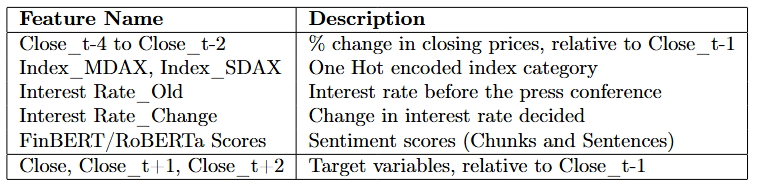 Feature Name Description
Close_t-4 to Close_t-2 % change in closing prices, relative to Close_t-1
Index_MDAX, Index_SDAX One Hot encoded index category
Interest Rate_Old Interest rate before the press conference
Interest Rate_Change Change in interest rate decided
FinBERT/RoBERTa Scores Sentiment scores (Chunks and Sentences)
Close, Close_t+1, Close_t+2 Target variables, relative to Close_t-1